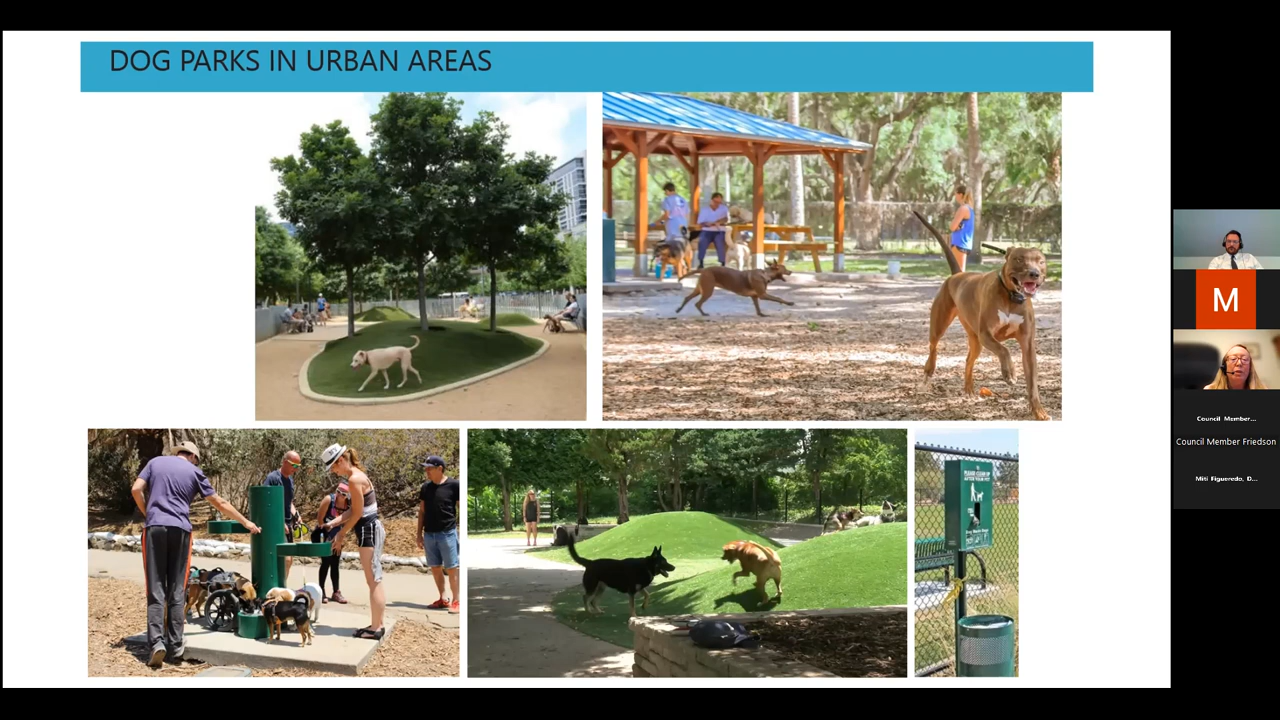 DOG PARKS IN URBAN AREAS
M
Council Member...
Council Member Friedson
Miti Figueredo, D...
PLEASE CLEAN UP
AFTER YOUR PET